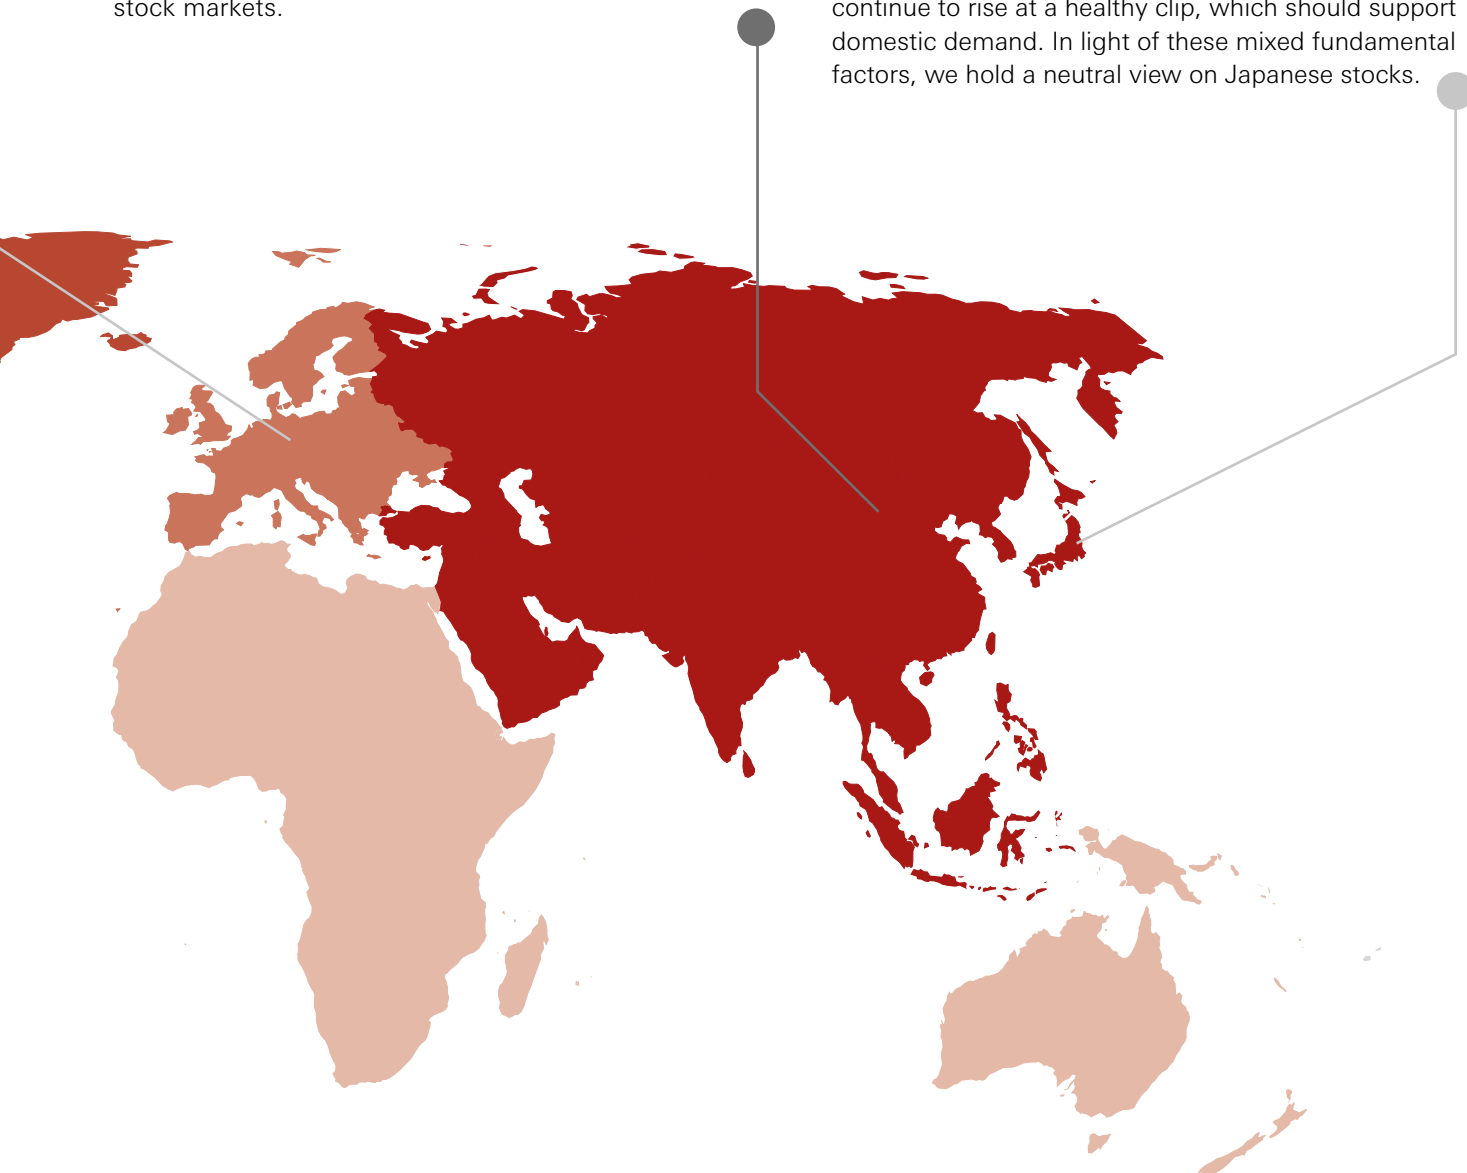 stock markets.
continue to rise at a healthy clip, which should support
domestic demand. In light of these mixed fundamental
factors, we hold a neutral view on Japanese stocks.